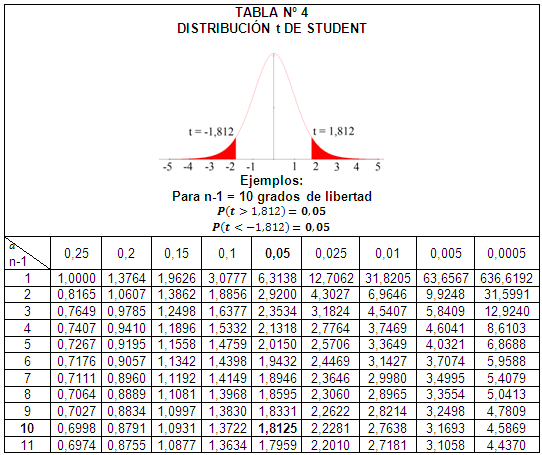 TABLA Nº 4
DISTRIBUCIÓN t DE STUDENT
t = -1,812 t = 1,812
-5 -4 -3 -2 -1 1 2 3 4 5
Ejemplos:
Para n-1 = 10 grados de libertad
P(t > 1,812) = 0,05
P(t < −1,812) = 0,05
α n-1 0,25 0,2 0,15 0,1 0,05 0,025 0,01 0,005 0,0005
1 1,0000 1,3764 1,9626 3,0777 6,3138 12,7062 31,8205 63,6567 636,6192
2 0,8165 1,0607 1,3862 1,8856 2,9200 4,3027 6,9646 9,9248 31,5991
3 0,7649 0,9785 1,2498 1,6377 2,3534 3,1824 4,5407 5,8409 12,9240
4 0,7407 0,9410 1,1896 1,5332 2,1318 2,7764 3,7469 4,6041 8,6103
5 0,7267 0,9195 1,1558 1,4759 2,0150 2,5706 3,3649 4,0321 6,8688
6 0,7176 0,9057 1,1342 1,4398 1,9432 2,4469 3,1427 3,7074 5,9588
7 0,7111 0,8960 1,1192 1,4149 1,8946 2,3646 2,9980 3,4995 5,4079
8 0,7064 0,8889 1,1081 1,3968 1,8595 2,3060 2,8965 3,3554 5,0413
9 0,7027 0,8834 1,0997 1,3830 1,8331 2,2622 2,8214 3,2498 4,7809
10 0,6998 0,8791 1,0931 1,3722 1,8125 2,2281 2,7638 3,1693 4,5869
11 0,6974 0,8755 1,0877 1,3634 1,7959 2,2010 2,7181 3,1058 4,4370